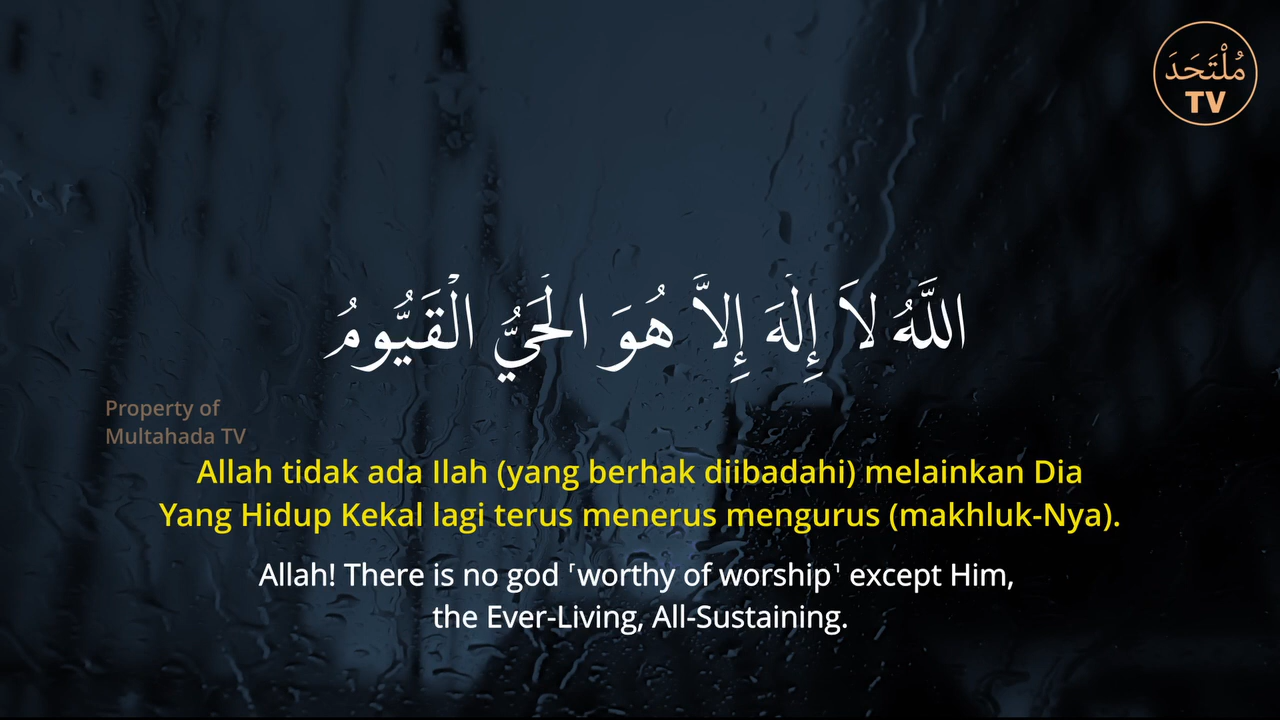 مُلْتَحَدَ
TV
اللَّهُ لاَ إِلَهَ إِلاَّ هُوَ الْحَيُّ الْقَيُّومُ
Property of
Multahada TV
Allah tidak ada Ilah (yang berhak diibadahi) melainkan Dia
Yang Hidup Kekal lagi terus menerus mengurus (makhluk-Nya).
Allah! There is no god ˹worthy of worship˺ except Him,
the Ever-Living, All-Sustaining.